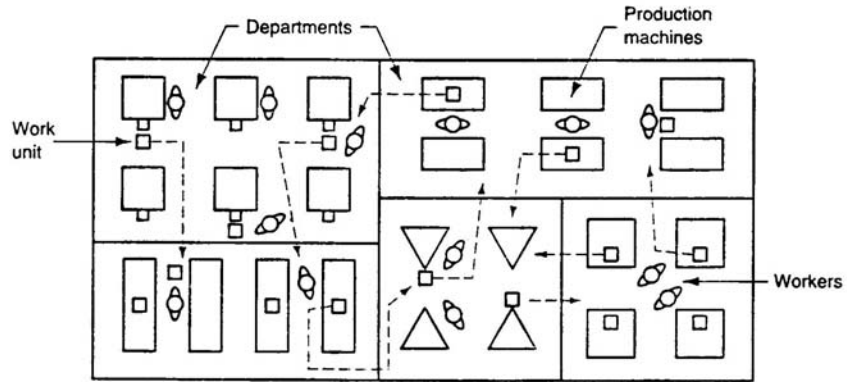 Departments
Production
machines
Work
unit
Workers